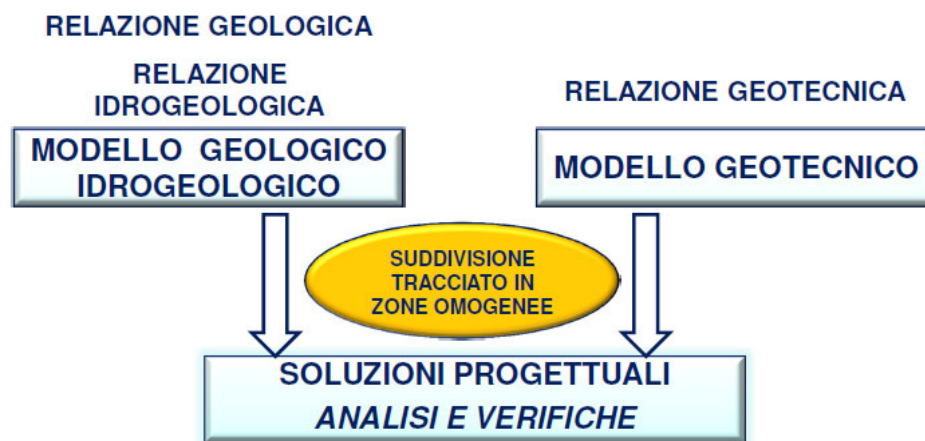 RELAZIONE GEOLOGICA
RELAZIONE
IDROGEOLOGICA
MODELLO GEOLOGICO
IDROGEOLOGICO
RELAZIONE GEOTECNICA
MODELLO GEOTECNICO
SUDDIVISIONE
TRACCIATO IN
ZONE OMOGENEE
SOLUZIONI PROGETTUALI
ANALISI E VERIFICHE